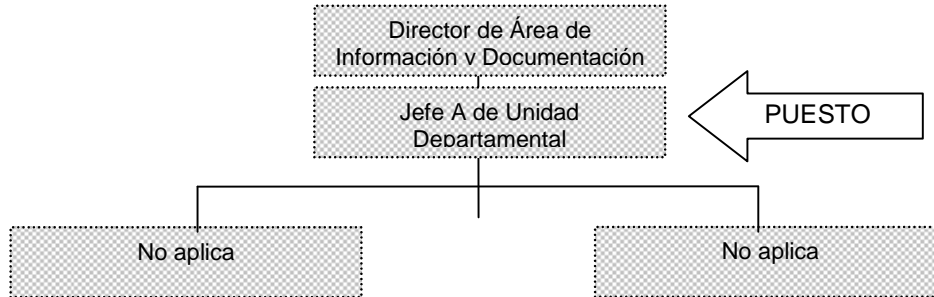 Director de Área de
Información y Documentación
Jefe A de Unidad
Departamental
PUESTO
No aplica
No aplica